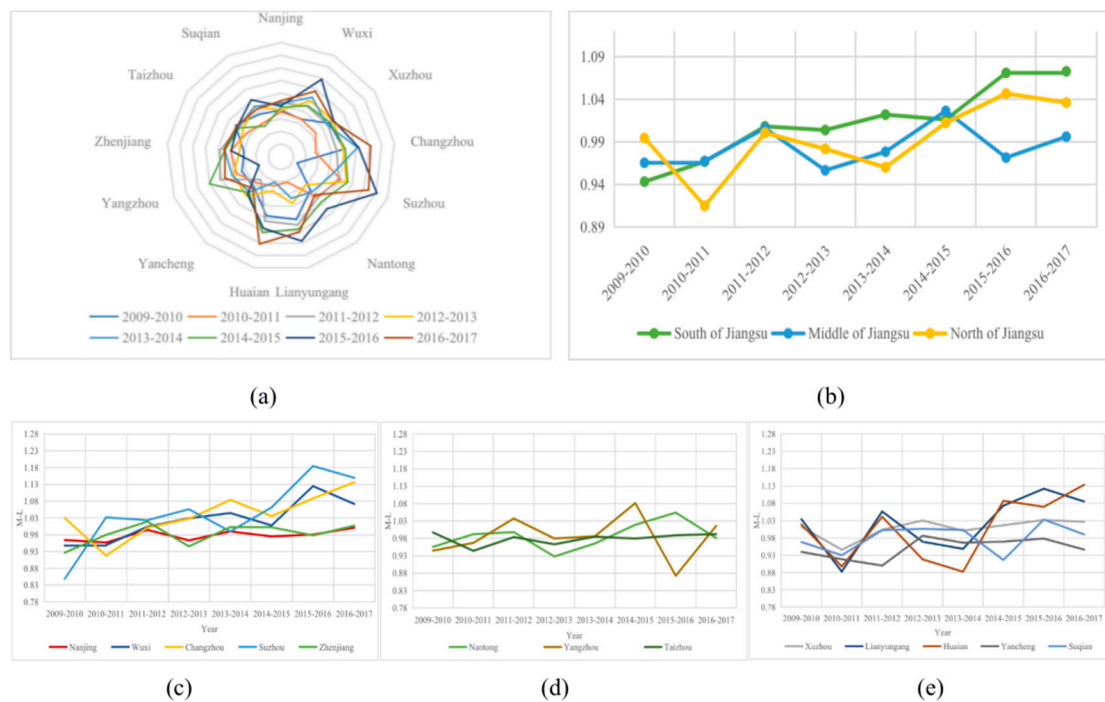 Nanjing
Suqian Wuxi
Taizhou Xuzhou
Zhenjiang Changzhou
Yangzhou Suzhou
Yancheng Nantong
Huaian Lianyungang
2009-2010 2010-2011 2011-2012 2012-2013
2013-2014 2014-2015 2015-2016 2016-2017
1.09
1.04
0.99
0.94
0.89
2009-2010 2010-2011 2011-2012 2012-2013 2013-2014 2014-2015 2015-2016 2016-2017
South of Jiangsu Middle of Jiangsu North of Jiangsu
(a) (b)
1.28
1.23
1.18
1.13
1.08
1.03
0.98
0.93
0.88
0.83
0.78
M-L
2009-2010 2010-2011 2011-2012 2012-2013 2013-2014 2014-2015 2015-2016 2016-2017
Year
Nanjing Wuxi Changzhou Suzhou Zhenjiang
1.28
1.23
1.18
1.13
1.08
1.03
0.98
0.93
0.88
0.83
0.78
M-L
2009-2010 2010-2011 2011-2012 2012-2013 2013-2014 2014-2015 2015-2016 2016-2017
Year
Nantong Yangzhou Taizhou
1.28
1.23
1.18
1.13
1.08
1.03
0.98
0.93
0.88
0.83
0.78
M-L
2009-2010 2010-2011 2011-2012 2012-2013 2013-2014 2014-2015 2015-2016 2016-2017
Year
Xuzhou Lianyungang Huaian Yancheng Suqian
(c) (d) (e)